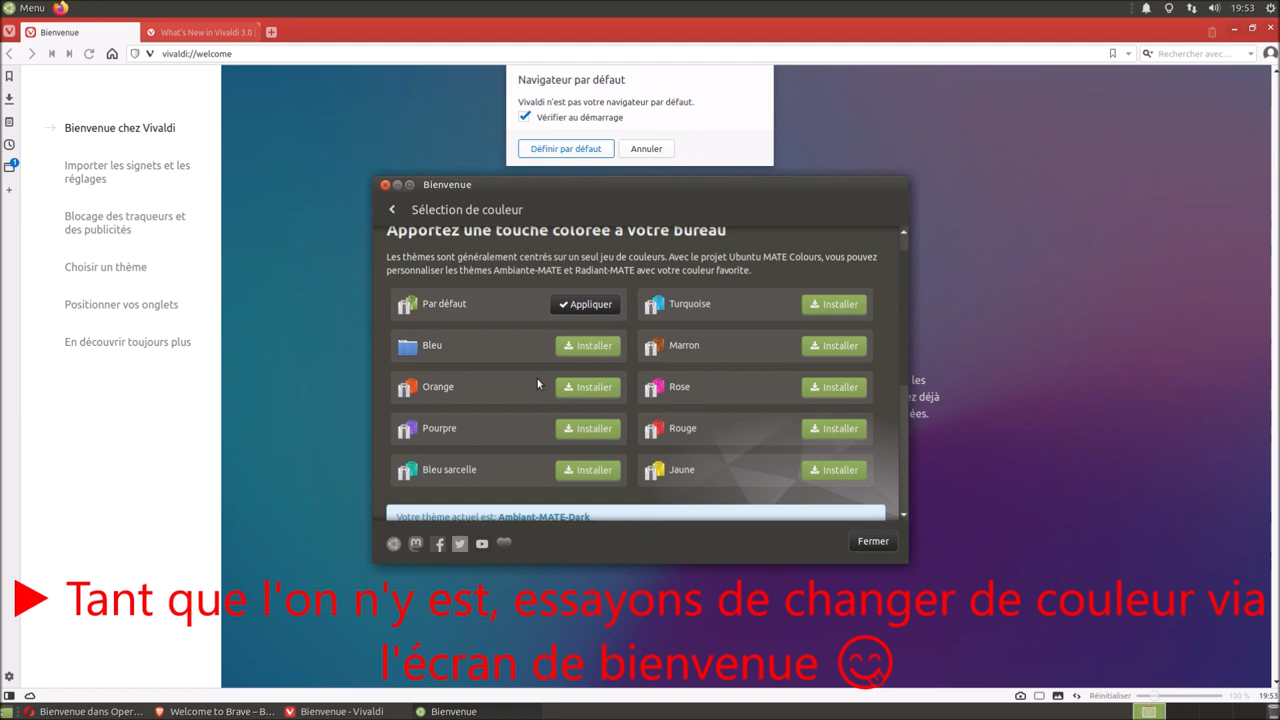 Menu
19:53
Bienvenue
What's New in Vivaldi 3.0
vivaldi://welcome
Rechercher avec...
Navigateur par défaut
Vivaldi n'est pas votre navigateur par défaut.
Vérifier au démarrage
Définir par défaut
Annuler
Bienvenue chez Vivaldi
Importer les signets et les
réglages
Blocage des traqueurs et
des publicités
Choisir un thème
Positionner vos onglets
En découvrir toujours plus
Bienvenue
Sélection de couleur
Apportez une touche colorée à votre bureau
Les thèmes sont généralement centrés sur un seul jeu de couleurs. Avec le projet Ubuntu MATE Colours, vous pouvez
personnaliser les thèmes Ambiante-MATE et Radiant-MATE avec votre couleur favorite.
Par défaut Appliquer Turquoise Installer
Bleu Installer Marron Installer
Orange Installer Rose Installer
Pourpre Installer Rouge Installer
Bleu sarcelle Installer Jaune Installer
Votre thème actuel est: Ambiant-MATE-Dark
Fermer
les
ez déjà
ées.
► Tant que l'on n'y est, essayons de changer de couleur via
l'écran de bienvenue 😋
Réinitialiser
100 %
19:53
Bienvenue dans Oper...
Welcome to Brave – B...
Bienvenue - Vivaldi
Bienvenue